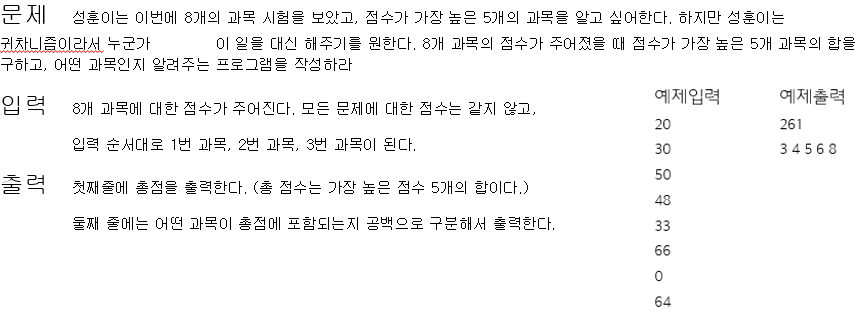 문제 성훈이는 이번에 8개의 과목 시험을 보았고, 점수가 가장 높은 5개의 과목을 알고 싶어한다. 하지만 성훈이는
귀차니즘이라서 누군가 이 일을 대신 해주기를 원한다. 8개 과목의 점수가 주어졌을 때 점수가 가장 높은 5개 과목의 합을
구하고, 어떤 과목인지 알려주는 프로그램을 작성하라
입력 8개 과목에 대한 점수가 주어진다. 모든 문제에 대한 점수는 같지 않고,
입력 순서대로 1번 과목, 2번 과목, 3번 과목이 된다.
출력 첫째줄에 총점을 출력한다. (총 점수는 가장 높은 점수 5개의 합이다.)
둘째 줄에는 어떤 과목이 총점에 포함되는지 공백으로 구분해서 출력한다.
예제입력 예제출력
20 261
30 3 4 5 6 8
50
48
33
66
0
64